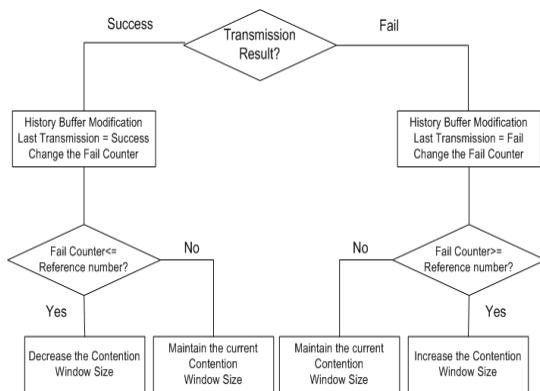 Success
Transmission
Result?
Fail
History Buffer Modification
Last Transmission = Success
Change the Fail Counter
History Buffer Modification
Last Transmission = Fail
Change the Fail Counter
Fail Counter<=
Reference number?
No
Yes
No
Fail Counter>=
Reference number?
Yes
Decrease the Contention
Window Size
Maintain the current
Contention
Window Size
Maintain the current
Contention
Window Size
Increase the Contention
Window Size